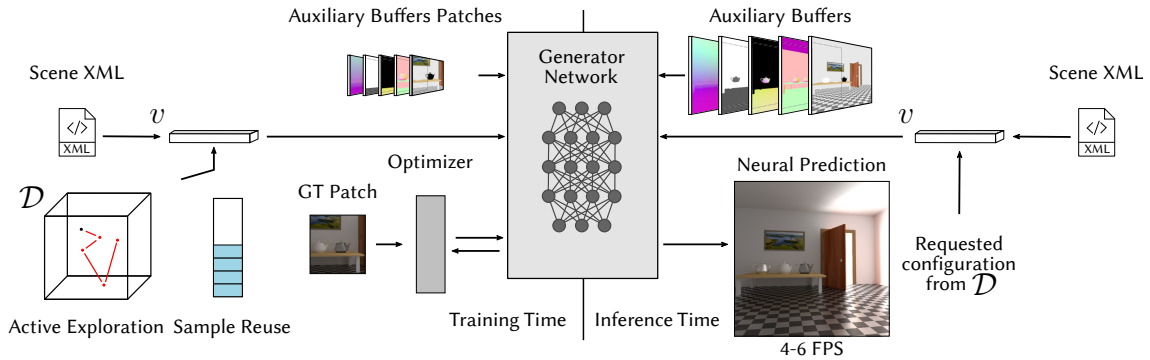 Auxiliary Buffers Patches
Auxiliary Buffers
Generator
Network
Scene XML
Scene XML
v
v
</>
XML
</>
XML
Optimizer
Neural Prediction
D
GT Patch
Requested
configuration
from D
Active Exploration
Sample Reuse
Training Time
Inference Time
4-6 FPS